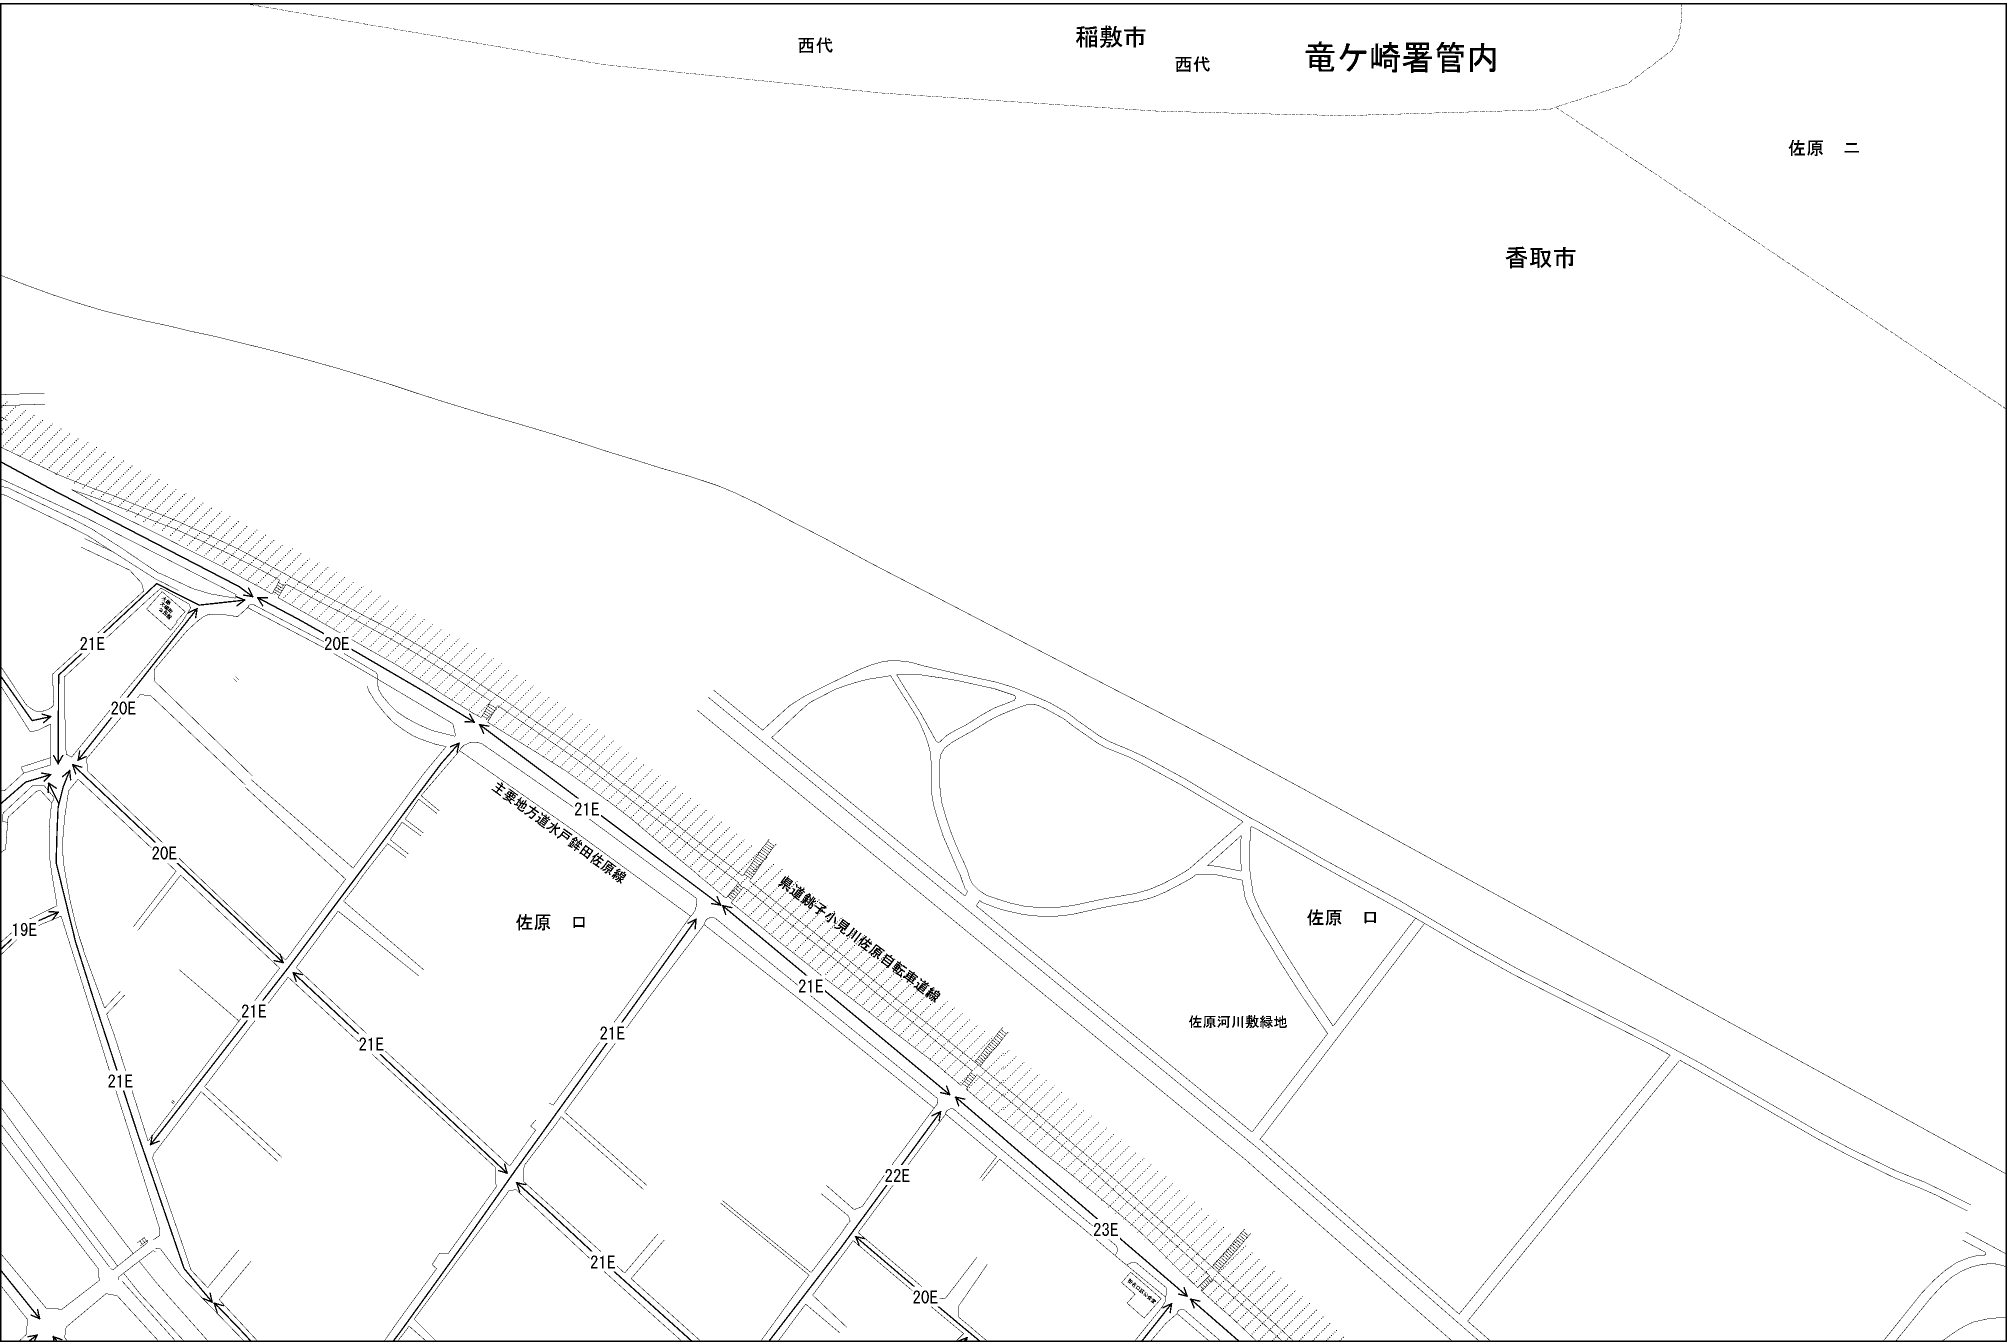 西代
稲敷市
西代
竜ケ崎署管内
佐原　ニ
香取市
20E
21E
20E
主要地方道水戸鉾田佐原線
21E
20E
県道銚子小見川佐原自転車道線
佐原　ロ
佐原　ロ
19E
21E
21E
21E
21E
佐原河川敷緑地
21E
22E
23E
21E
20E